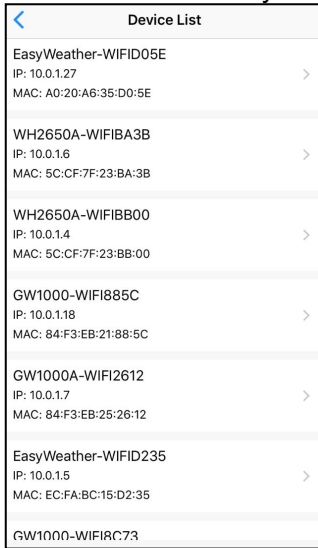 Device List
EasyWeather-WIFID05E
IP: 10.0.1.27
MAC: A0:20:A6:35:D0:5E
WH2650A-WIFIBA3B
IP: 10.0.1.6
MAC: 5C:CF:7F:23:BA:3B
WH2650A-WIFIBB00
IP: 10.0.1.4
MAC: 5C:CF:7F:23:BB:00
GW1000-WIFI885C
IP: 10.0.1.18
MAC: 84:F3:EB:21:88:5C
GW1000A-WIFI2612
IP: 10.0.1.7
MAC: 84:F3:EB:25:26:12
EasyWeather-WIFID235
IP: 10.0.1.5
MAC: EC:FA:BC:15:D2:35
GW1000-WIFI8C73